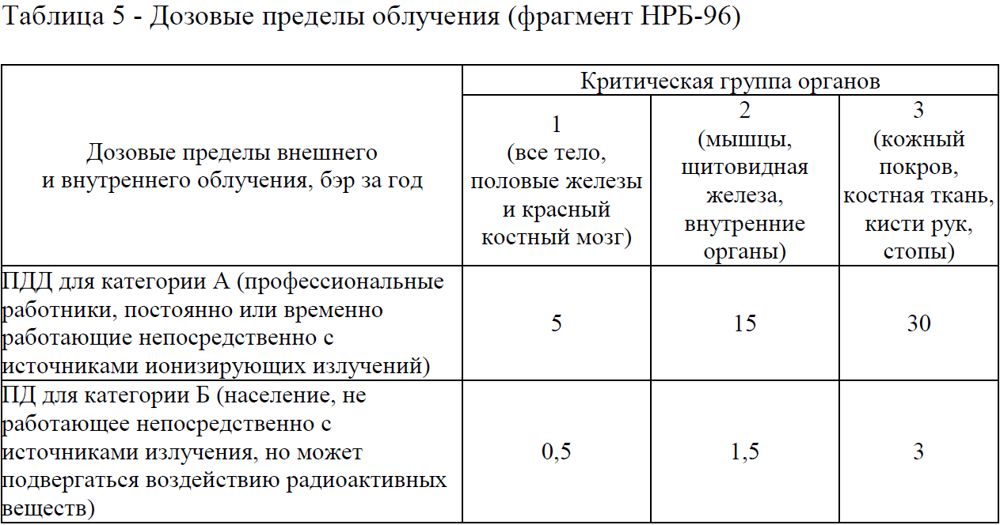 Таблица 5 - Дозовые пределы облучения (фрагмент НРБ-96)
Дозовые пределы внешнего
и внутреннего облучения, бэр за год
Критическая группа органов
1
(все тело,
половые железы
и красный
костный мозг)
2
(мышцы,
щитовидная
железа,
внутренние
органы)
3
(кожный
покров,
костная ткань,
кисти рук,
стопы)
ПДД для категории А (профессиональные
работники, постоянно или временно
работающие непосредственно с
источниками ионизирующих излучений)
5
15
30
ПД для категории Б (население, не
работающее непосредственно с
источниками излучения, но может
подвергаться воздействию радиоактивных
веществ)
0,5
1,5
3